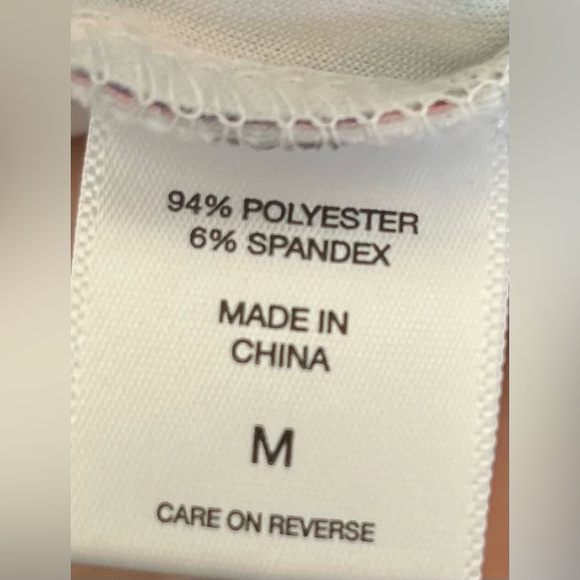 94% POLYESTER
6% SPANDEX
MADE IN
CHINA
M
CARE ON REVERSE